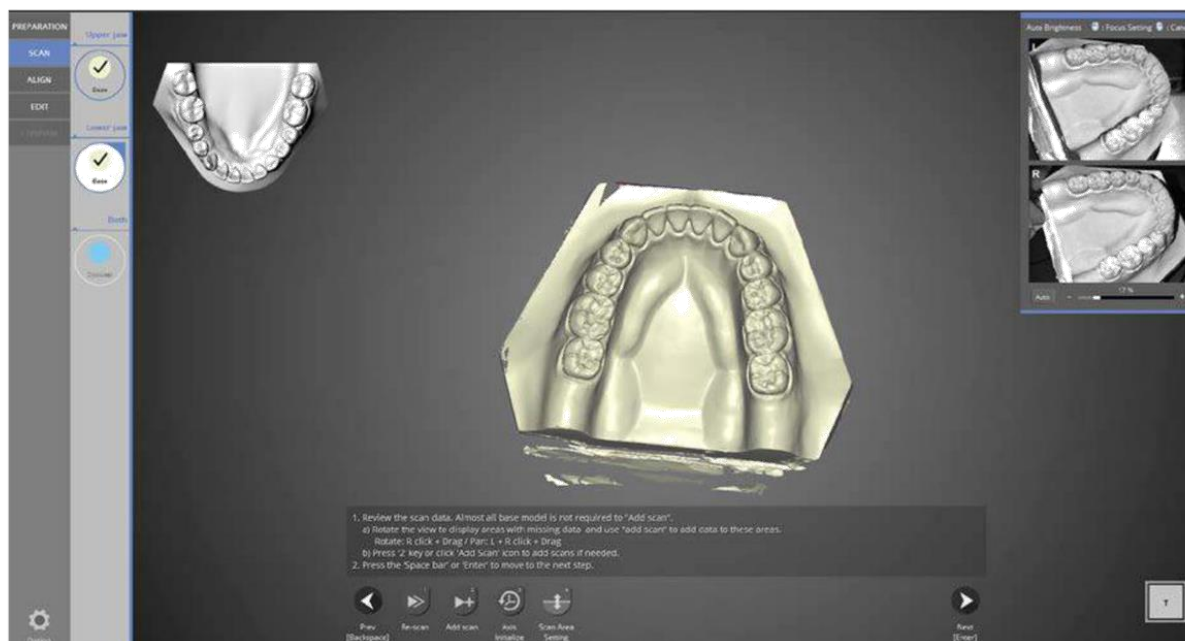 PREPARATION
SCAN
ALIGN
EDIT
Upper jaw
Base
Lower jaw
Base
Both
Auto Brightness : Focus Setting
R
17 %
Auto - +
1. Review the scan data. Almost all base model is not required to "Add scan".
a) Rotate the view to display areas with missing data and use "add scan" to add data to these areas.
Rotate: R click + Drag / Pan: L + R click + Drag
b) Press '2' key or click 'Add Scan' icon to add scans if needed.
2. Press the 'Space bar' or 'Enter' to move to the next step.
Prev
[Backspace]
Re-scan
Add scan
Axis
Initialize
Scan Area
Setting
Next
[Enter]
T